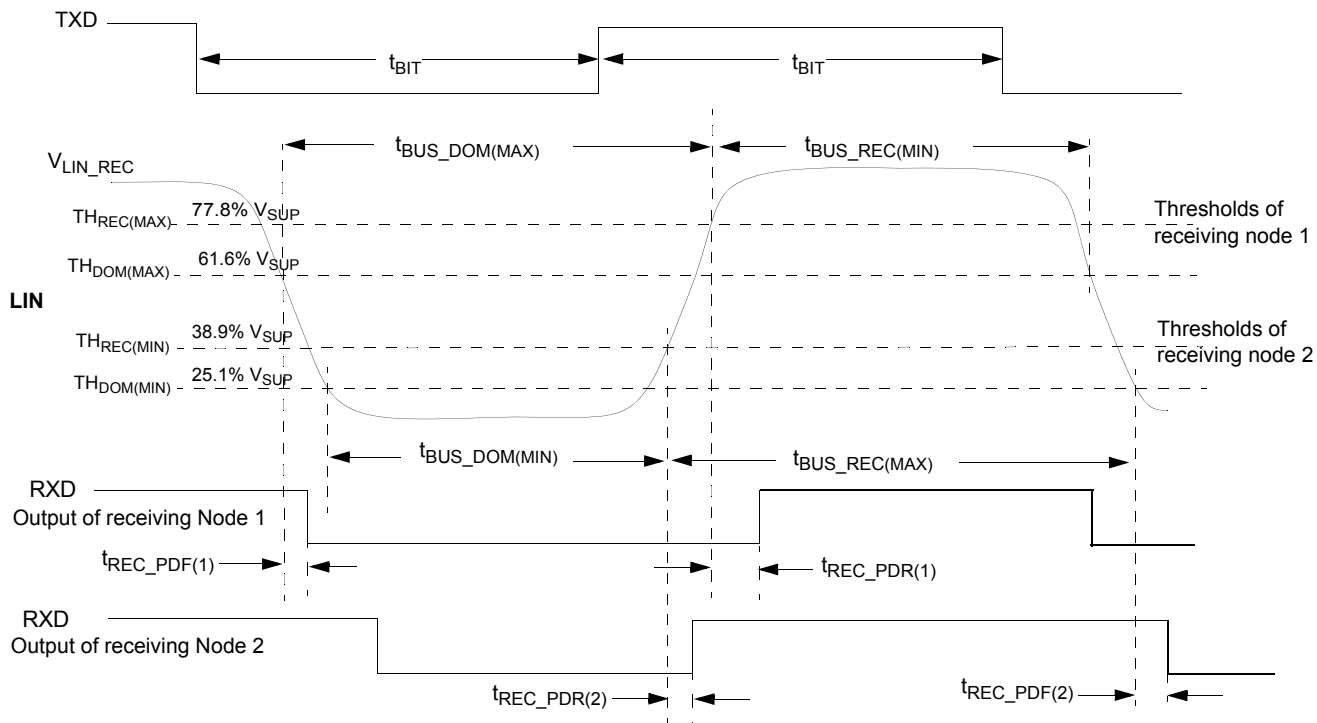 TXD
tBIT
tBIT
tBUS_DOM(MAX)
tBUS_REC(MIN)
VLIN_REC
THREC(MAX)
77.8% VSUP
Thresholds of
receiving node 1
THDOM(MAX)
61.6% VSUP
LIN
THREC(MIN)
38.9% VSUP
Thresholds of
receiving node 2
THDOM(MIN)
25.1% VSUP
tBUS_DOM(MIN)
tBUS_REC(MAX)
RXD
Output of receiving Node 1
tREC_PDF(1)
tREC_PDR(1)
RXD
Output of receiving Node 2
tREC_PDR(2)
tREC_PDF(2)